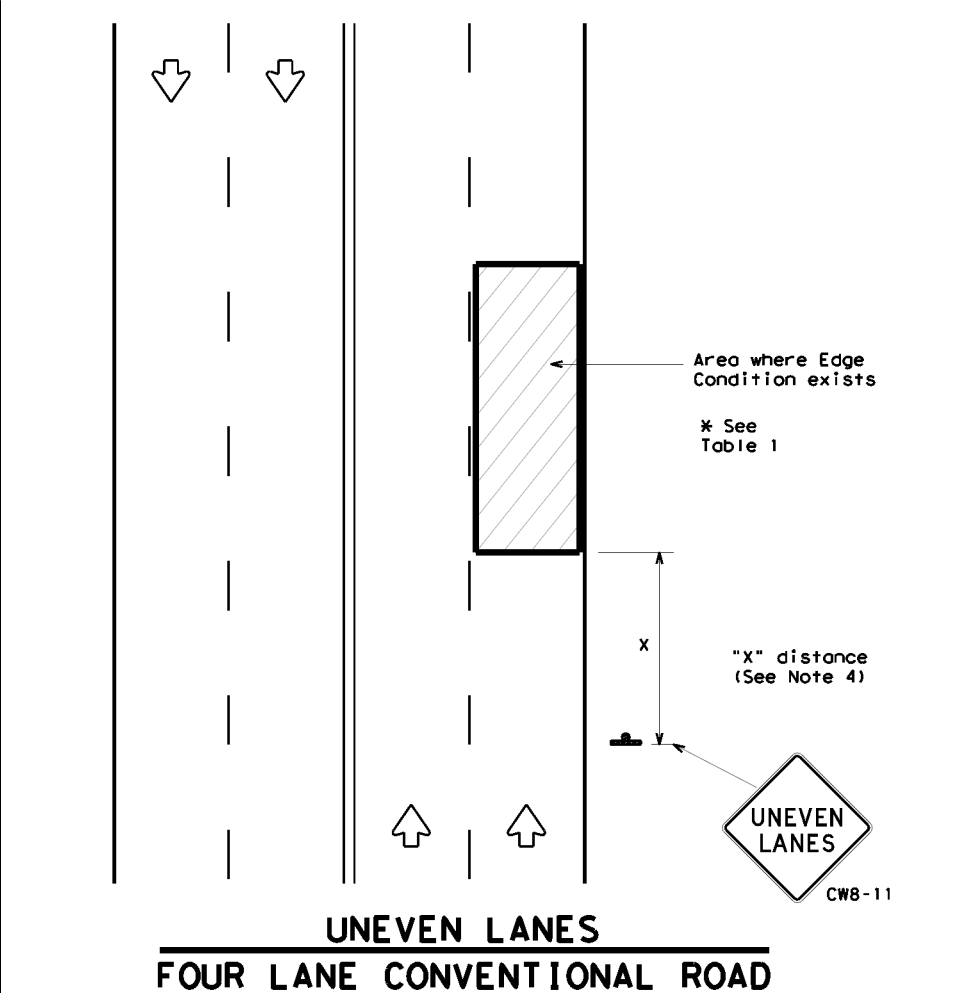 Area where Edge
Condition exists
* See
Table 1
X
"X" distance
(See Note 4)
UNEVEN
LANES
CW8-11
UNEVEN LANES
FOUR LANE CONVENTIONAL ROAD